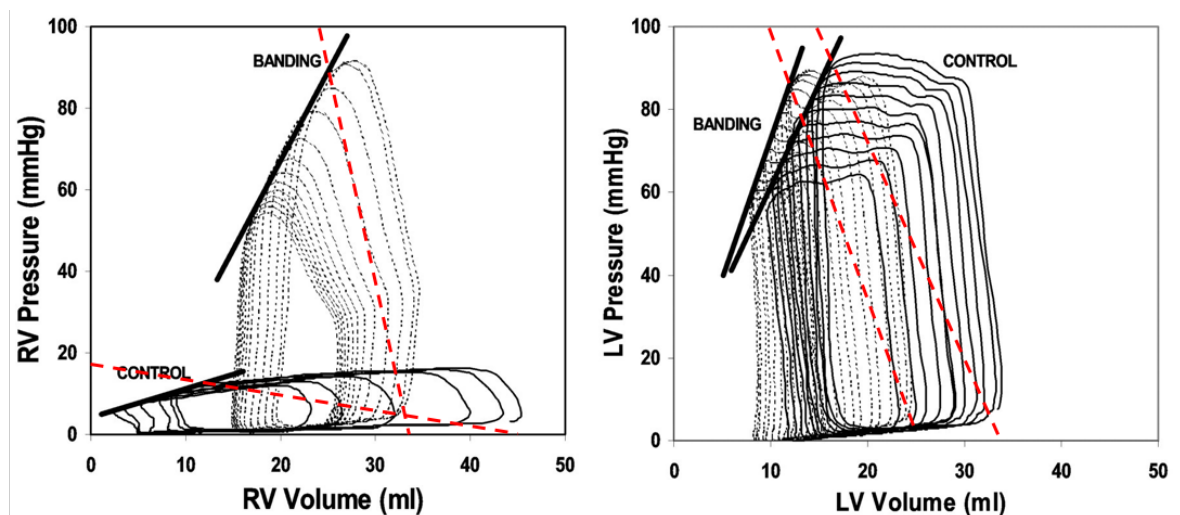 100
80
60
40
20
0
RV Pressure (mmHg)
BANDING
CONTROL
0 10 20 30 40 50
RV Volume (ml)
100
80
60
40
20
0
LV Pressure (mmHg)
CONTROL
BANDING
0 10 20 30 40 50
LV Volume (ml)